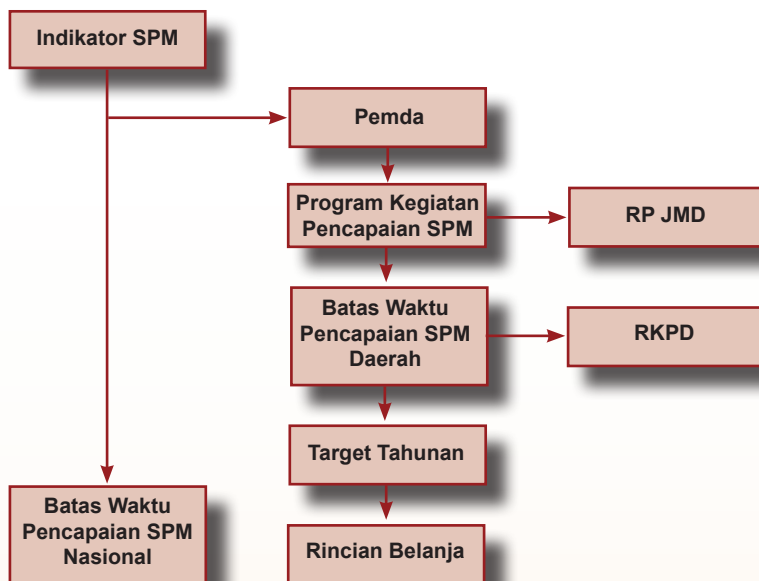 Indikator SPM
Pemda
Program Kegiatan
Pencapaian SPM
RP JMD
Batas Waktu
Pencapaian SPM
Daerah
RKPD
Target Tahunan
Batas Waktu
Pencapaian SPM
Nasional
Rincian Belanja